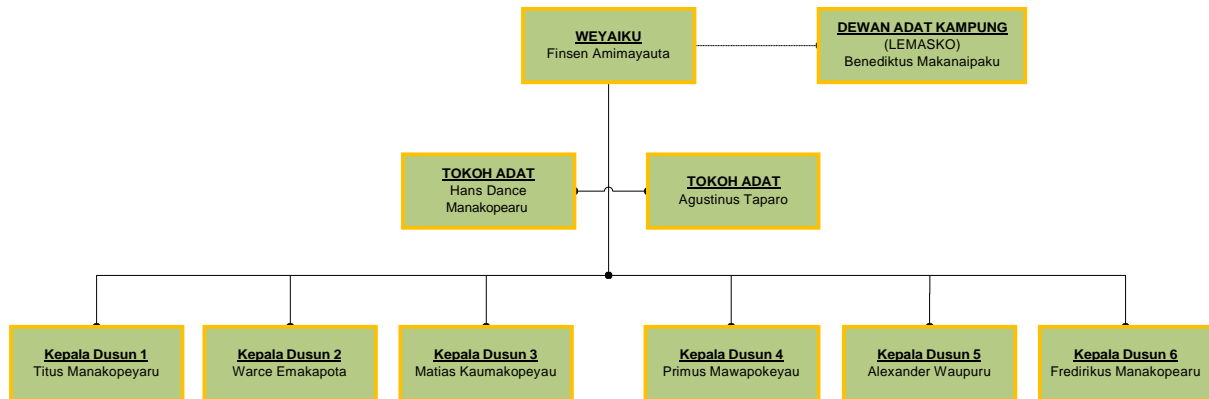 WEYAIKU
Finsen Amimayauta
DEWAN ADAT KAMPUNG
(LEMASKO)
Benediktus Makanaipaku
TOKOH ADAT
Hans Dance
Manakopearu
TOKOH ADAT
Agustinus Taparo
Kepala Dusun 1
Titus Manakopeyaru
Kepala Dusun 2
Warce Emakapota
Kepala Dusun 3
Matias Kaumakopeyau
Kepala Dusun 4
Primus Mawapokeyau
Kepala Dusun 5
Alexander Waupuru
Kepala Dusun 6
Fredirikus Manakopearu